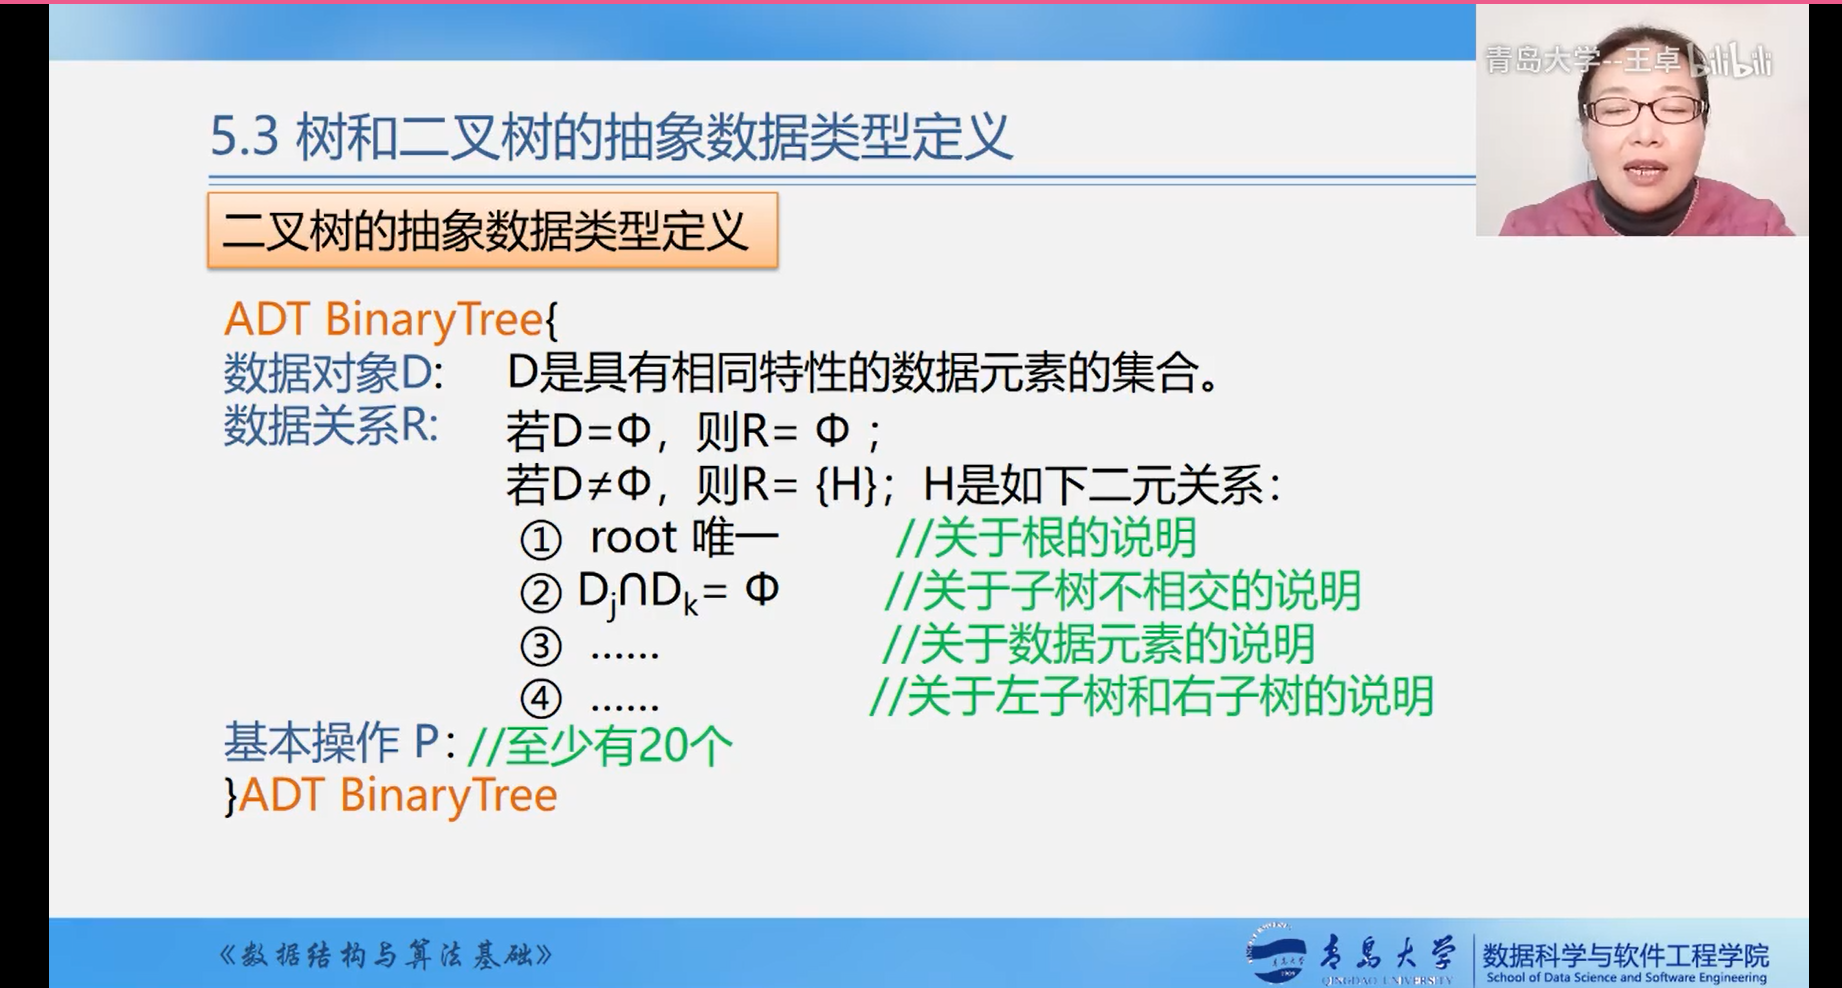 青岛大学--王卓 bilibili
5.3 树和二叉树的抽象数据类型定义
二叉树的抽象数据类型定义
ADT BinaryTree{
数据对象D: D是具有相同特性的数据元素的集合。
数据关系R: 若D=Φ，则R= Φ ；
若D≠Φ，则R= {H}；H是如下二元关系：
① root 唯一 //关于根的说明
② Dj∩Dk= Φ //关于子树不相交的说明
③ …… //关于数据元素的说明
④ …… //关于左子树和右子树的说明
基本操作 P：//至少有20个
}ADT BinaryTree
《数据结构与算法基础》
青岛大学
QINGDAO UNIVERSITY
数据科学与软件工程学院
School of Data Science and Software Engineering